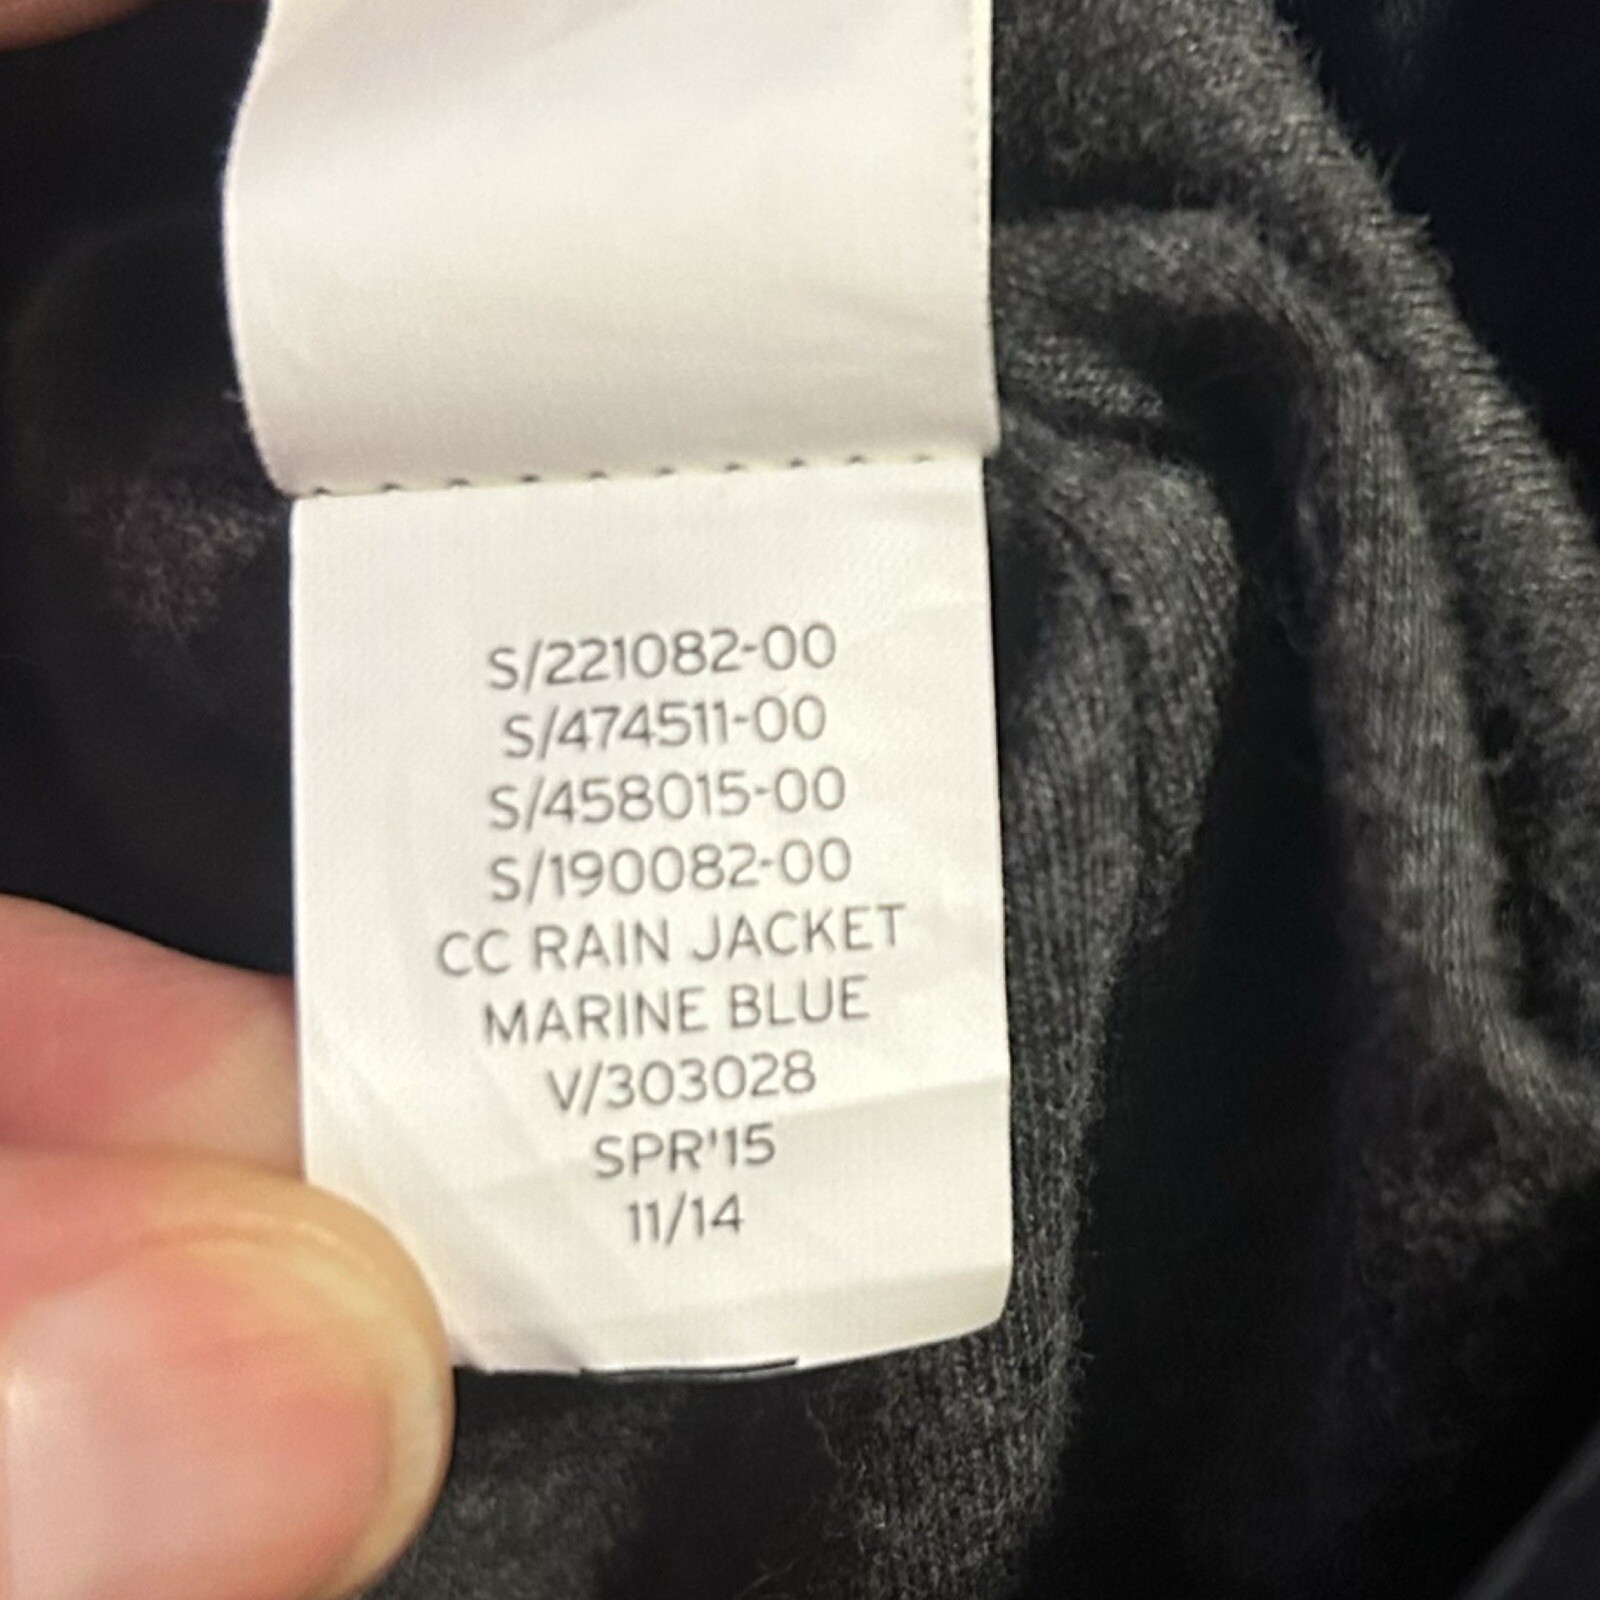 S/221082-00
S/474511-00
S/458015-00
S/190082-00
CC RAIN JACKET
MARINE BLUE
V/303028
SPR'15
11/14